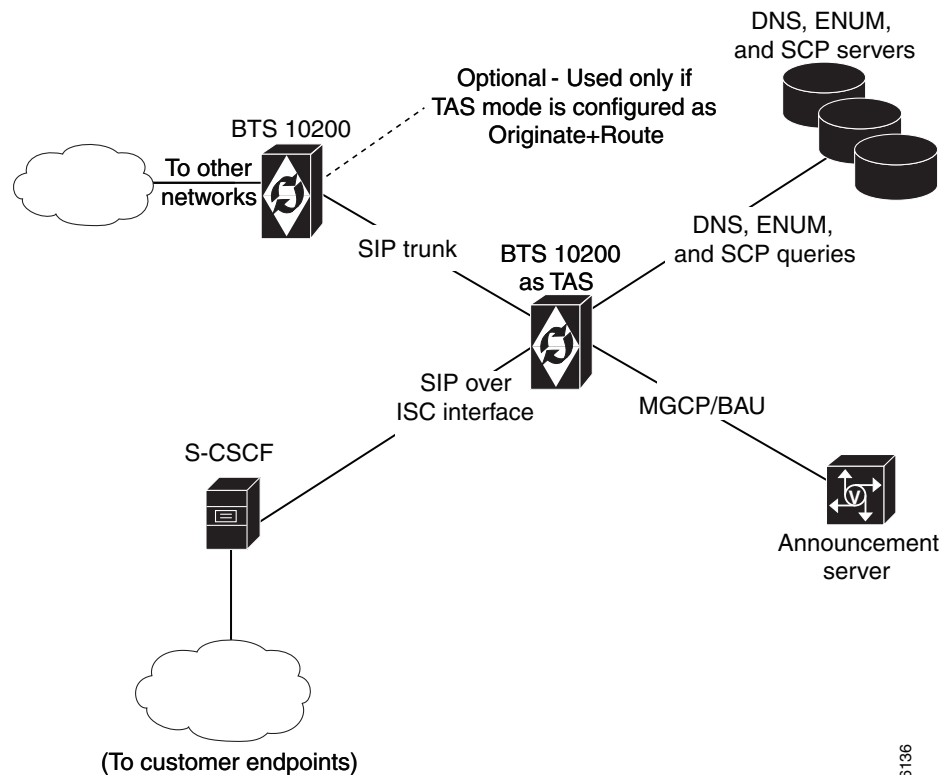 DNS, ENUM,
and SCP servers
Optional - Used only if
TAS mode is configured as
Originate+Route
BTS 10200
To other
networks
SIP trunk
BTS 10200
as TAS
DNS, ENUM,
and SCP queries
SIP over
ISC interface
MGCP/BAU
S-CSCF
V
Announcement
server
(To customer endpoints)